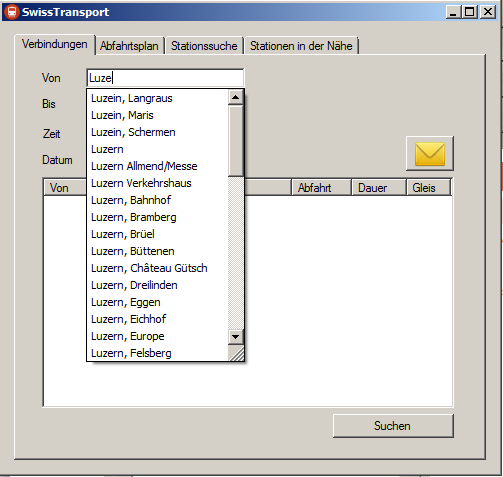 SwissTransport
Verbindungen Abfahrtsplan Stationssuche Stationen in der Nähe
Von Luze
Bis
Zeit
Datum
Luzein, Langraus
Luzein, Maris
Luzein, Schermen
Luzern
Luzern Allmend/Messe
Luzern Verkehrshaus
Luzern, Bahnhof
Luzern, Bramberg
Luzern, Brüel
Luzern, Büttenen
Luzern, Château Gütsch
Luzern, Dreilinden
Luzern, Eggen
Luzern, Eichhof
Luzern, Europe
Luzern, Felsberg
Von Abfahrt Dauer Gleis
Suchen